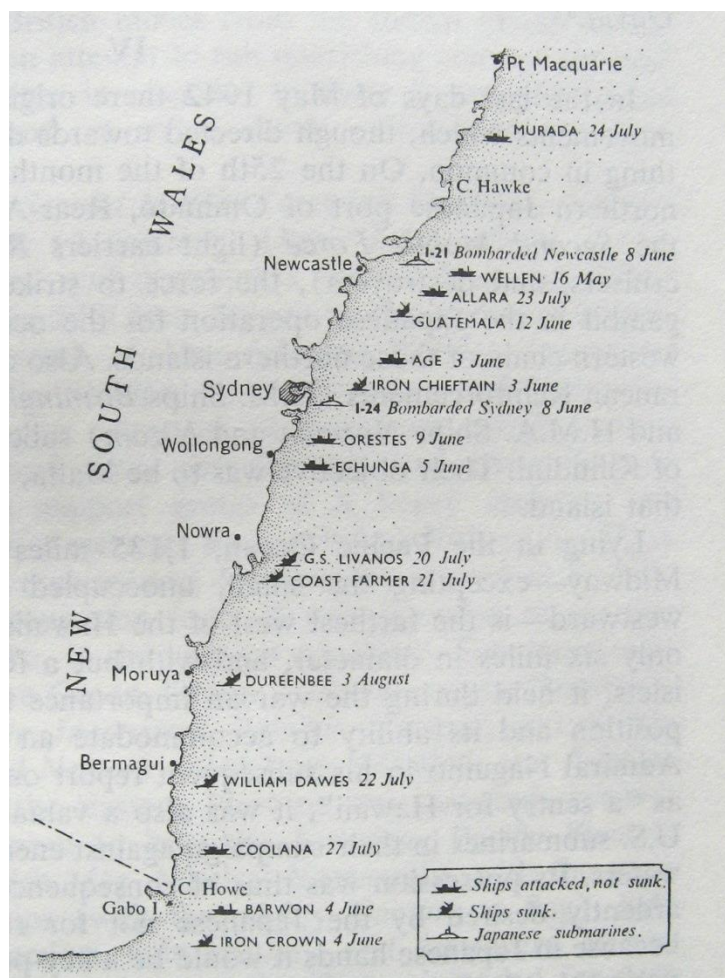 Pt Macquarie
MURADA 24 July
C. Hawke
I-21 Bombarded Newcastle 8 June
Newcastle
WELLEN 16 May
ALLARA 23 July
GUATEMALA 12 June
AGE 3 June
Sydney
IRON CHIEFTAIN 3 June
I-24 Bombarded Sydney 8 June
ORESTES 9 June
Wollongong
ECHUNGA 5 June
Nowra
G.S. LIVANOS 20 July
COAST FARMER 21 July
Moruya
DUREENBEE 3 August
Bermagui
WILLIAM DAWES 22 July
COOLANA 27 July
C. Howe
Gabo I.
BARWON 4 June
IRON CROWN 4 June
NEW SOUTH WALES
Ships attacked, not sunk.
Ships sunk.
Japanese submarines.